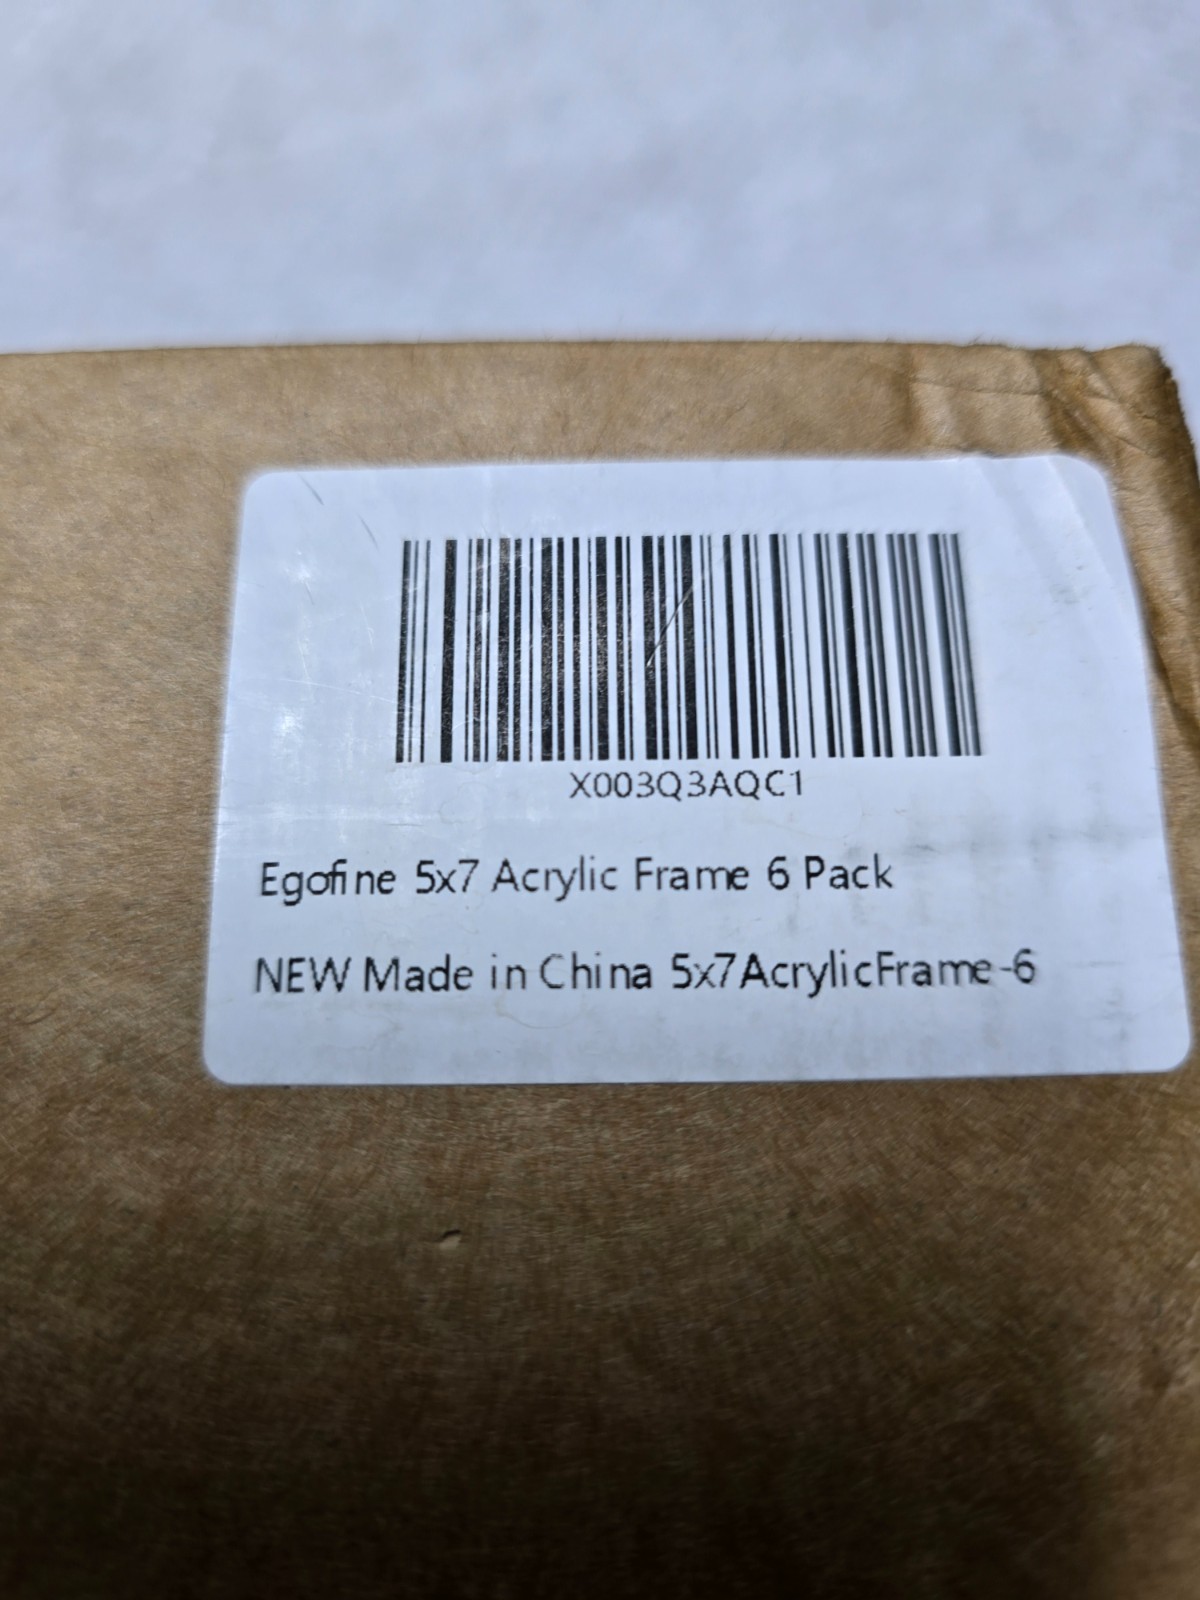 X003Q3AQC1
Egofine 5x7 Acrylic Frame 6 Pack
NEW Made in China 5x7AcrylicFrame-6